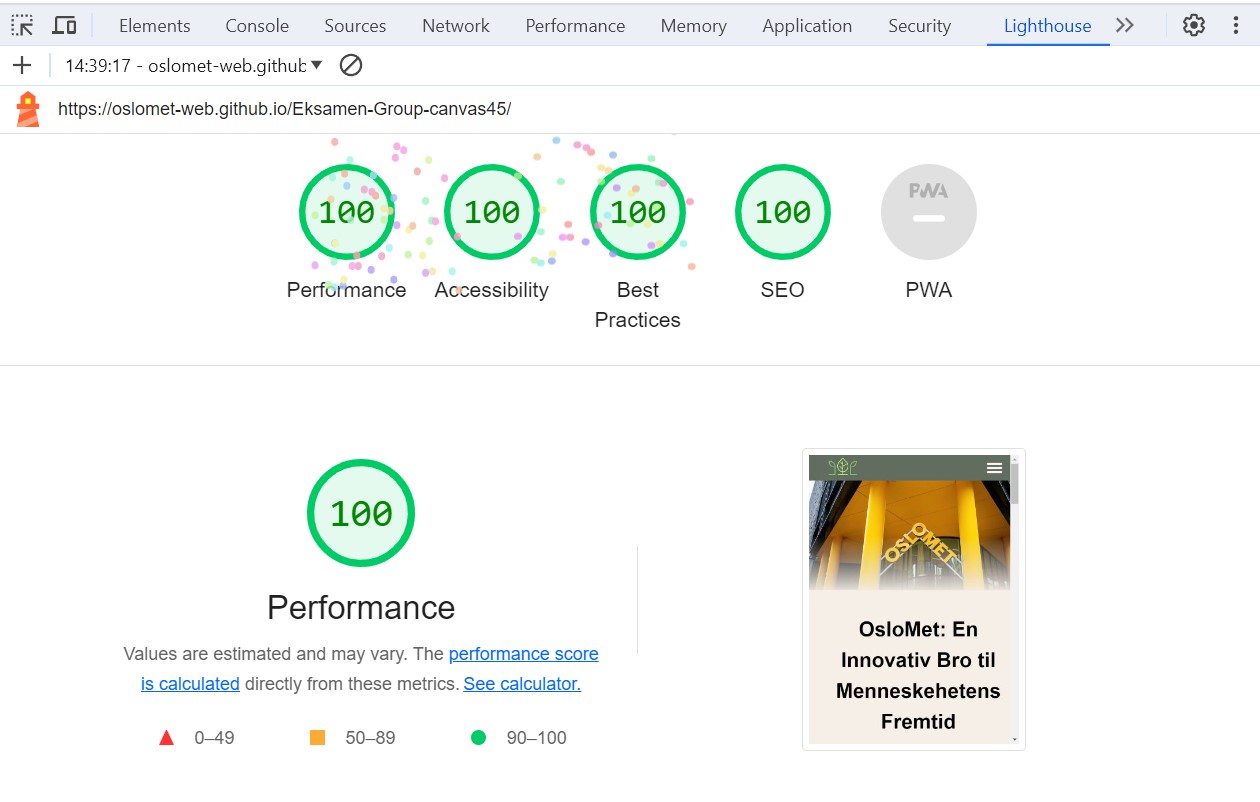 Elements Console Sources Network Performance Memory Application Security Lighthouse
14:39:17 - oslomet-web.github
https://oslomet-web.github.io/Eksamen-Group-canvas45/
100 100 100 100 PWA
Performance Accessibility Best Practices SEO PWA
100
Performance
Values are estimated and may vary. The performance score
is calculated directly from these metrics. See calculator.
0–49 50–89 90–100
OSLOMET
OsloMet: En
Innovativ Bro til
Menneskehetens
Fremtid